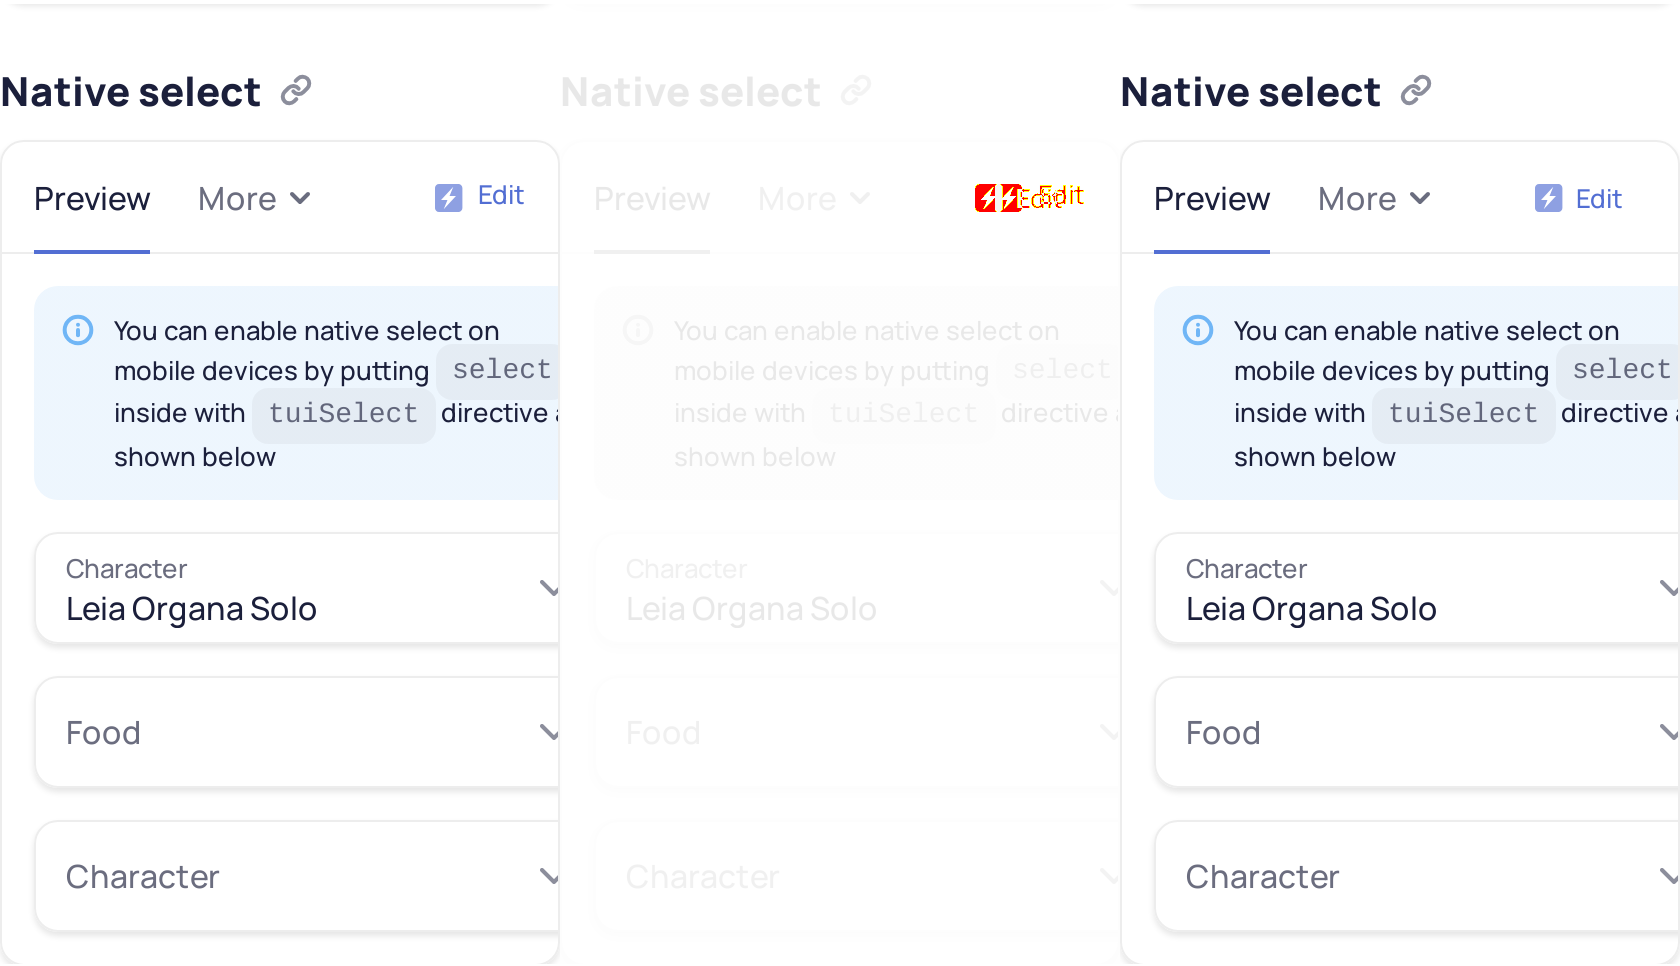 Native select
Preview More Edit
You can enable native select on
mobile devices by putting select
inside with tuiSelect directive
shown below
Character
Leia Organa Solo
Food
Character
Native select
Preview More Edit Edit
You can enable native select on
mobile devices by putting select
inside with tuiSelect directive
shown below
Character
Leia Organa Solo
Food
Character
Native select
Preview More Edit
You can enable native select on
mobile devices by putting select
inside with tuiSelect directive
shown below
Character
Leia Organa Solo
Food
Character